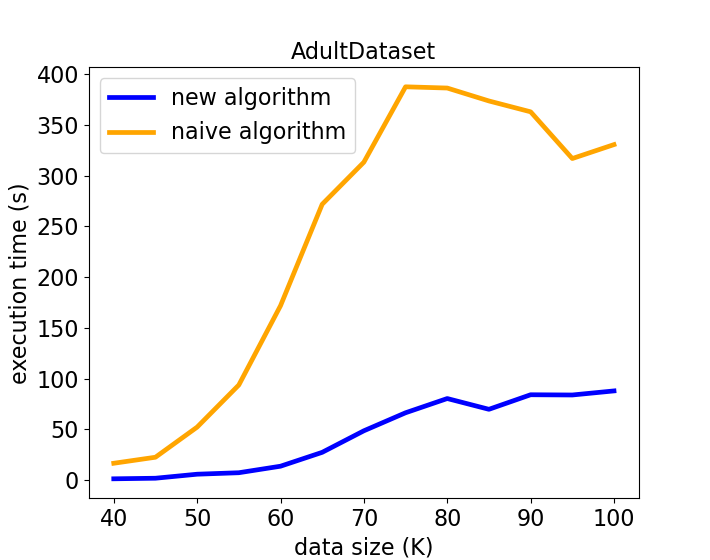 AdultDataset
new algorithm
naive algorithm
execution time (s)
400
350
300
250
200
150
100
50
0
40 50 60 70 80 90 100
data size (K)